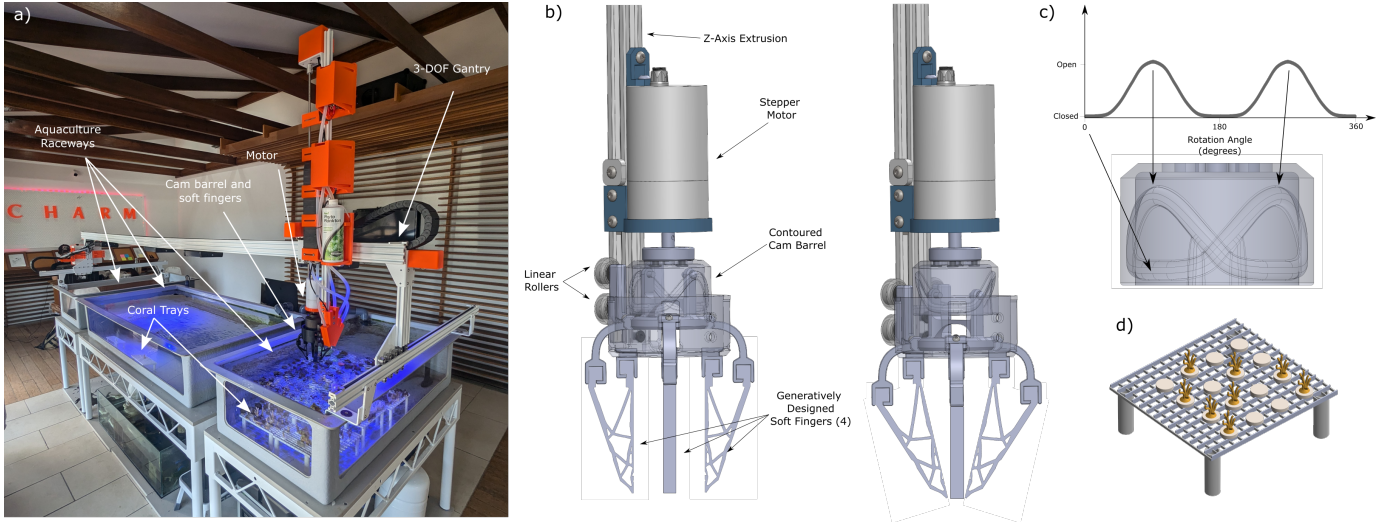 a)
3-DOF Gantry
Aquaculture
Raceways
Motor
Cam barrel and
soft fingers
CHARM
Coral Trays
b)
Z-Axis Extrusion
Stepper
Motor
Contoured
Cam Barrel
Linear
Rollers
Generatively
Designed
Soft Fingers (4)
c)
Open
Closed
0
180
360
Rotation Angle
(degrees)
d)